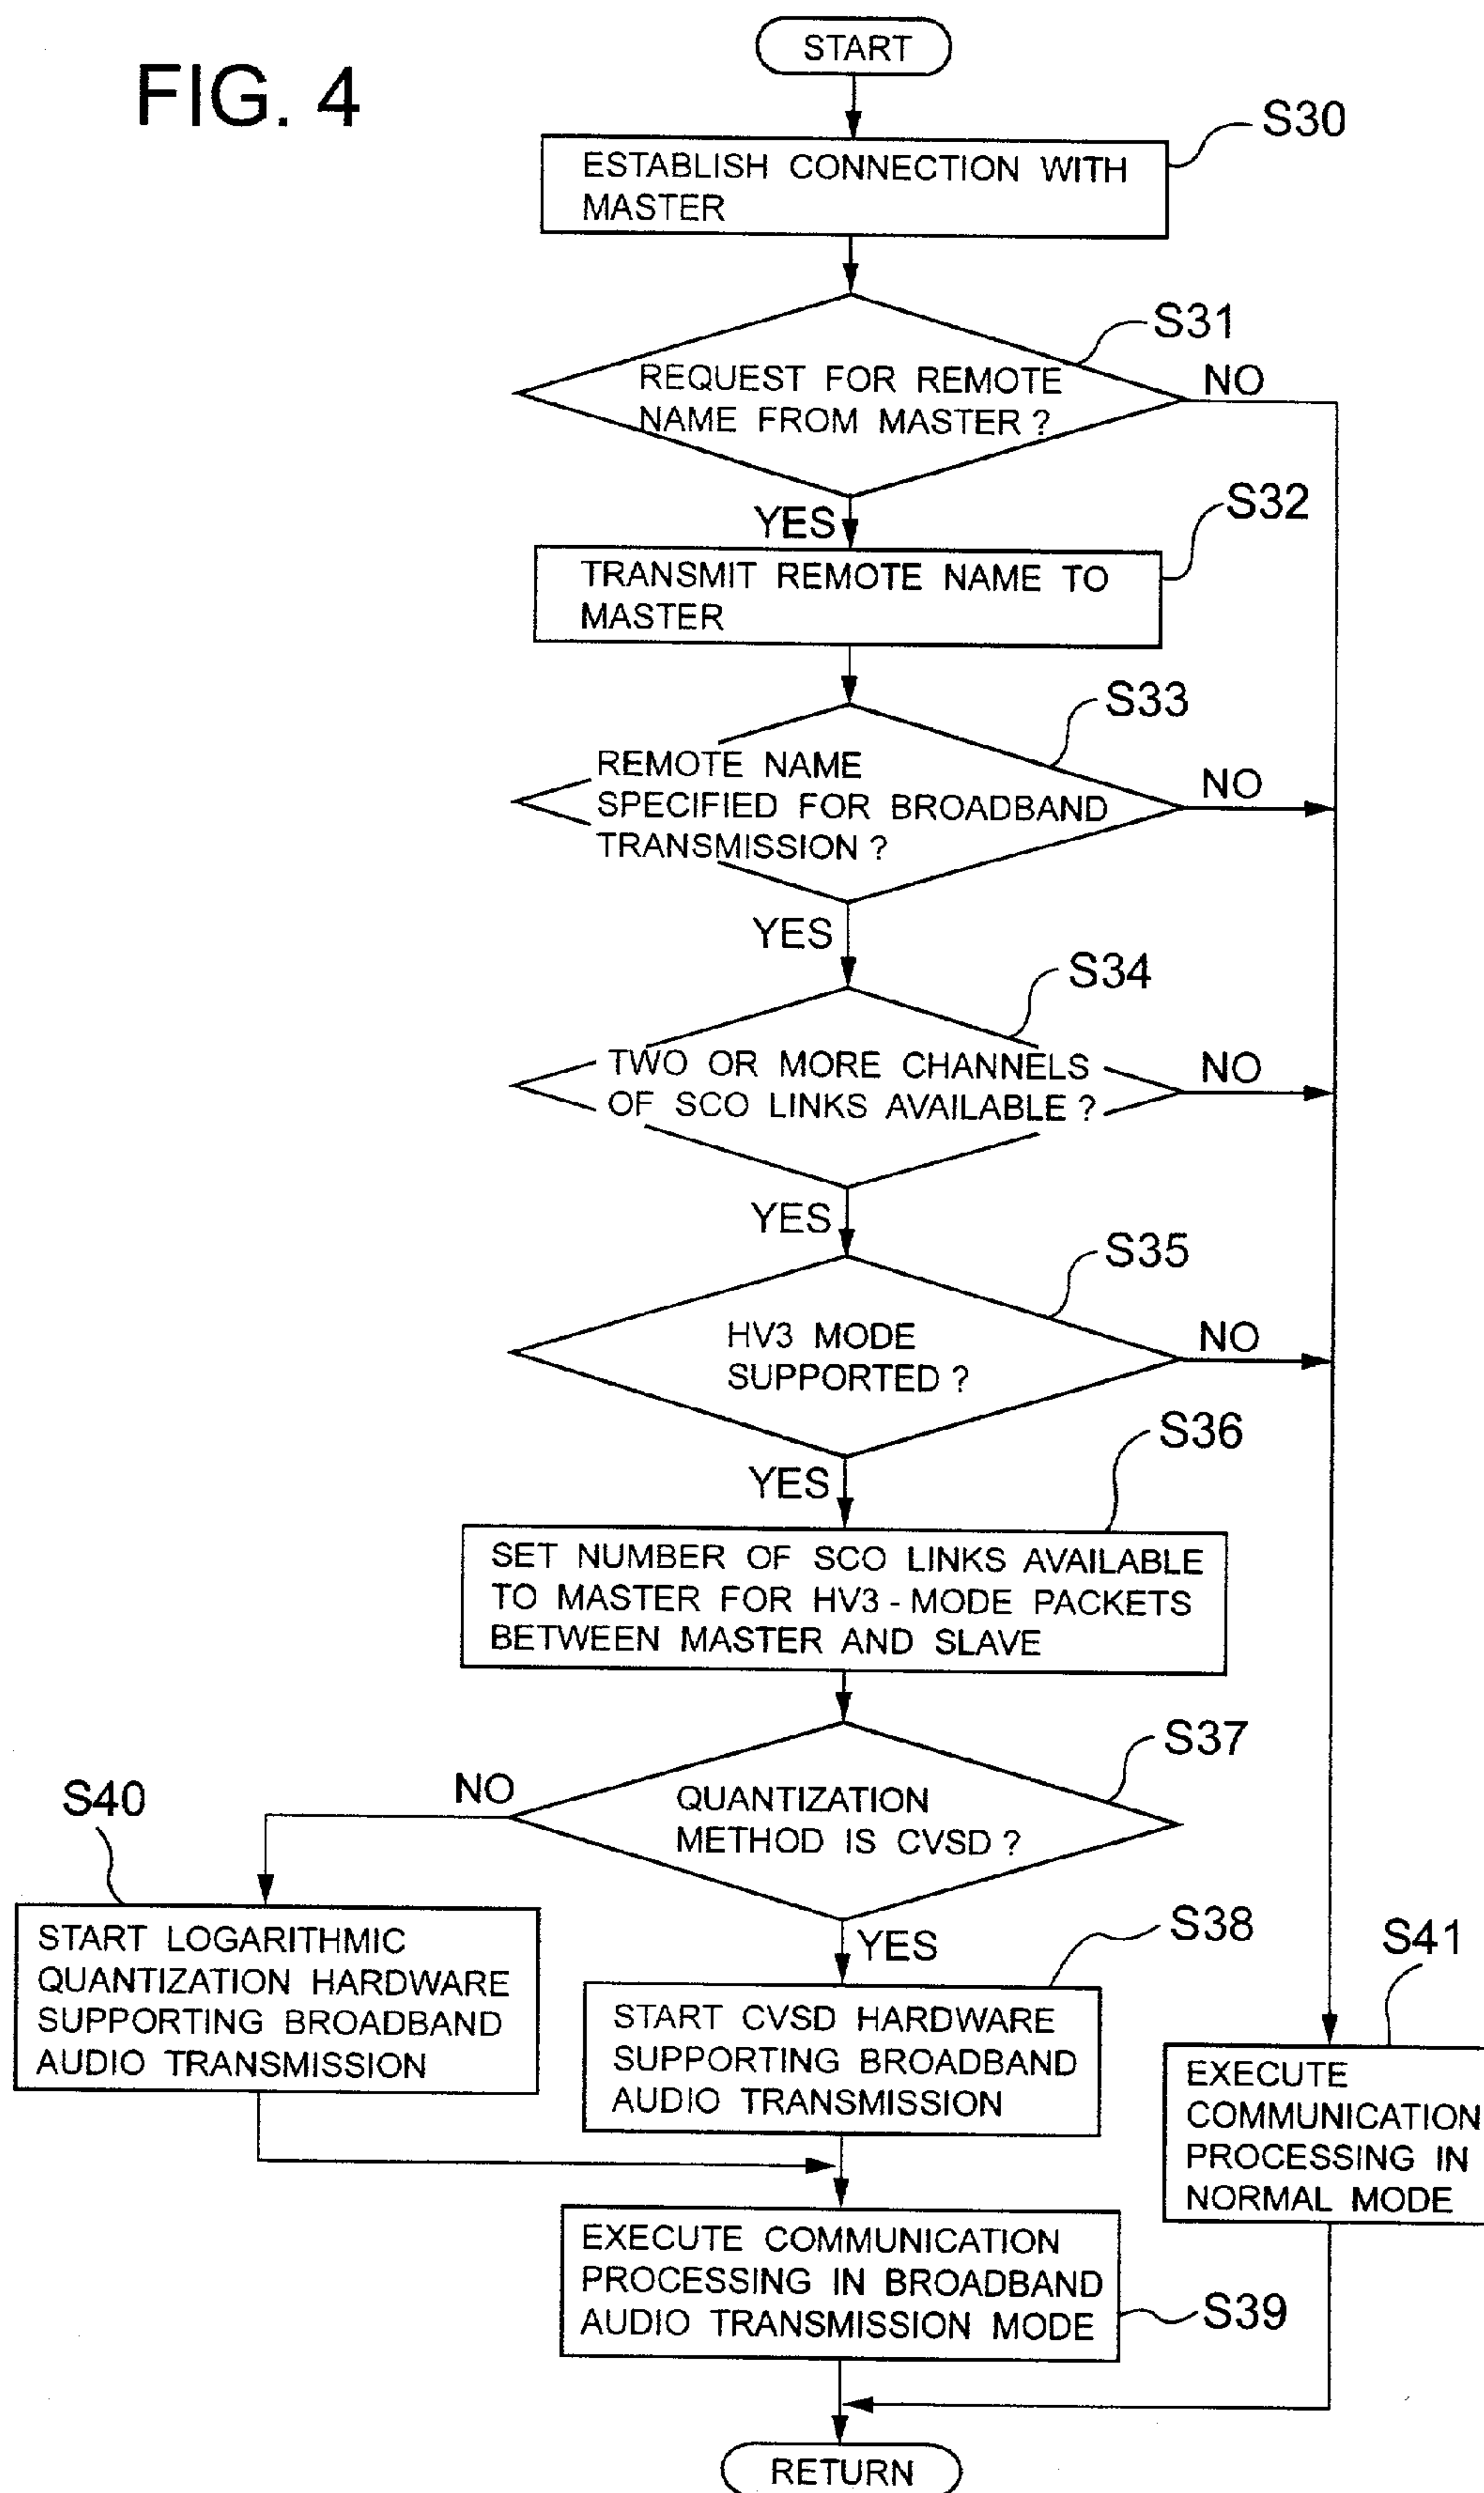 FIG. 4
START
S30
ESTABLISH CONNECTION WITH
MASTER
S31
REQUEST FOR REMOTE
NAME FROM MASTER ?
NO
YES
S32
TRANSMIT REMOTE NAME TO
MASTER
S33
REMOTE NAME
SPECIFIED FOR BROADBAND
TRANSMISSION ?
NO
YES
S34
TWO OR MORE CHANNELS
OF SCO LINKS AVAILABLE ?
NO
YES
S35
HV3 MODE
SUPPORTED ?
NO
YES
S36
SET NUMBER OF SCO LINKS AVAILABLE
TO MASTER FOR HV3 - MODE PACKETS
BETWEEN MASTER AND SLAVE
S37
QUANTIZATION
METHOD IS CVSD ?
NO
YES
S40
START LOGARITHMIC
QUANTIZATION HARDWARE
SUPPORTING BROADBAND
AUDIO TRANSMISSION
S38
START CVSD HARDWARE
SUPPORTING BROADBAND
AUDIO TRANSMISSION
S41
EXECUTE
COMMUNICATION
PROCESSING IN
NORMAL MODE
EXECUTE COMMUNICATION
PROCESSING IN BROADBAND
AUDIO TRANSMISSION MODE
S39
RETURN